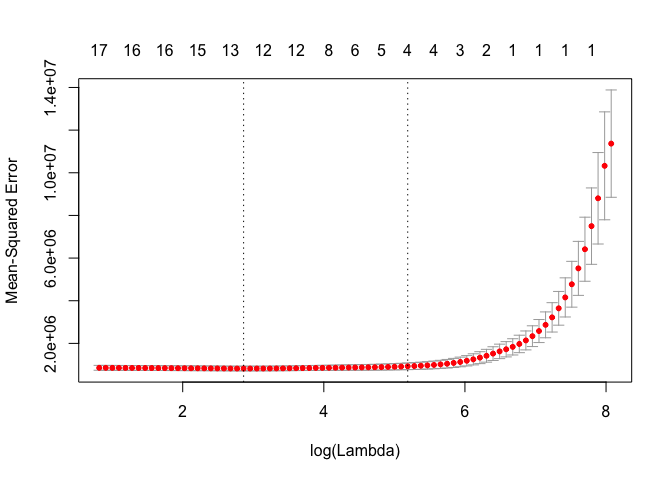 17 16 16 15 13 12 12 8 6 5 4 4 3 2 1 1 1 1
1.4e+07
1.0e+07
6.0e+06
2.0e+06
Mean-Squared Error
2 4 6 8
log(Lambda)